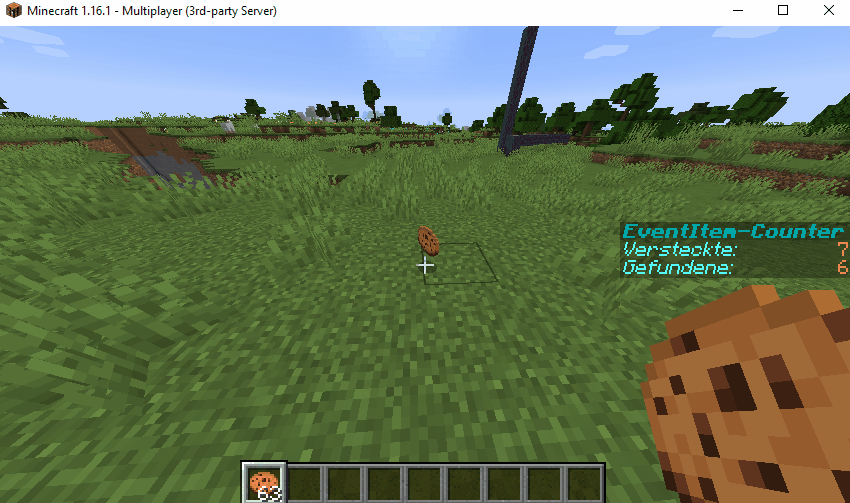 Minecraft 1.16.1 - Multiplayer (3rd-party Server)
EventItem-Counter
Versteckte: 7
Gefundene: 6
63